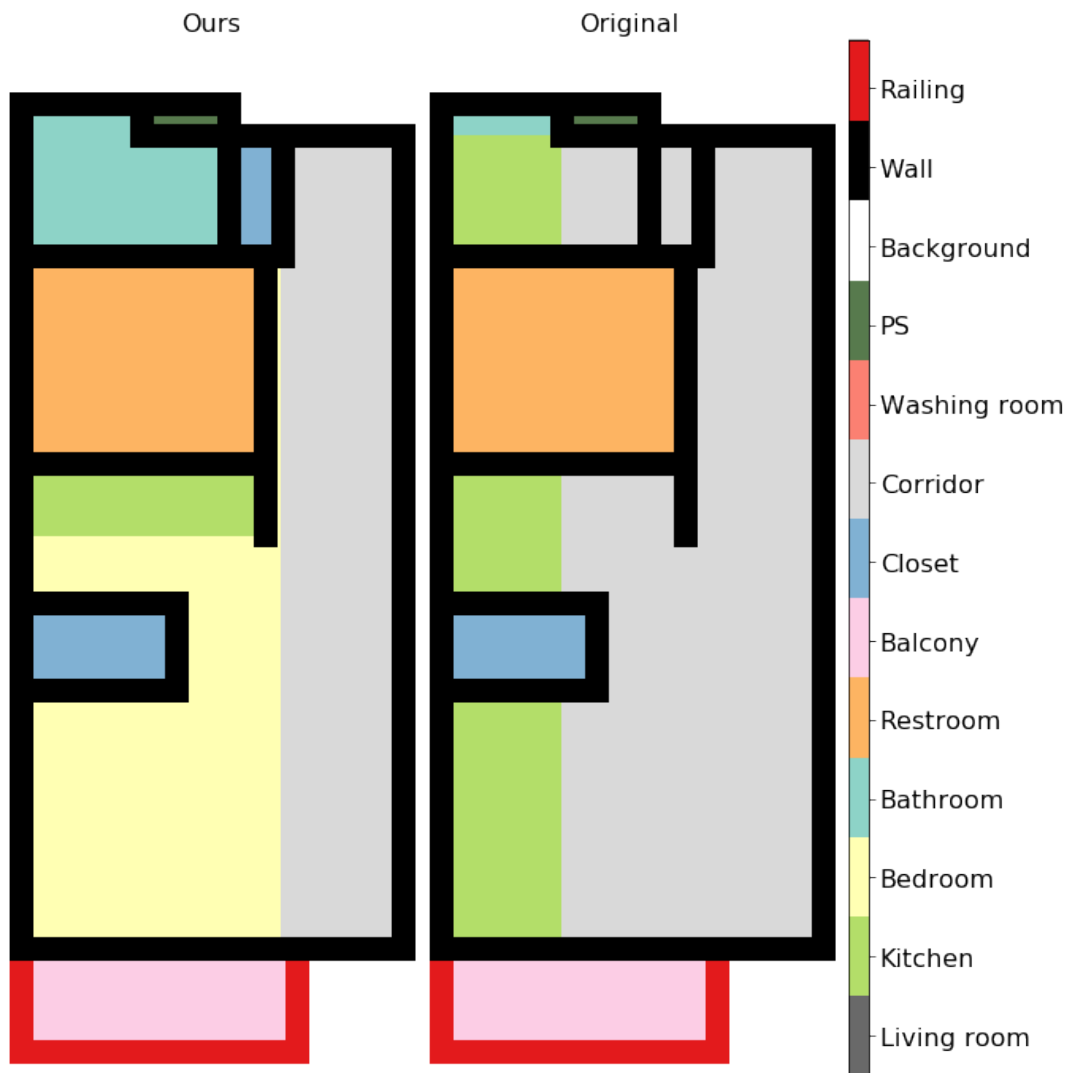 Ours
Original
Railing
Wall
Background
PS
Washing room
Corridor
Closet
Balcony
Restroom
Bathroom
Bedroom
Kitchen
Living room